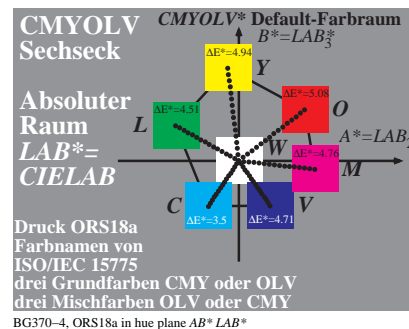 CMYOLV
Sechseck
CMYOLV* Default-Farbraum
B*=LAB*3
ΔE*=4.94
Y
ΔE*=5.08
O
Absoluter
Raum
LAB*=
CIELAB
ΔE*=4.51
L
W
A*=LAB
ΔE*=4.76
M
C
ΔE*=3.5
ΔE*=4.71
V
Druck ORS18a
Farbnamen von
ISO/IEC 15775
drei Grundfarben CMY oder OLV
drei Mischfarben OLV oder CMY
BG370–4, ORS18a in hue plane AB* LAB*